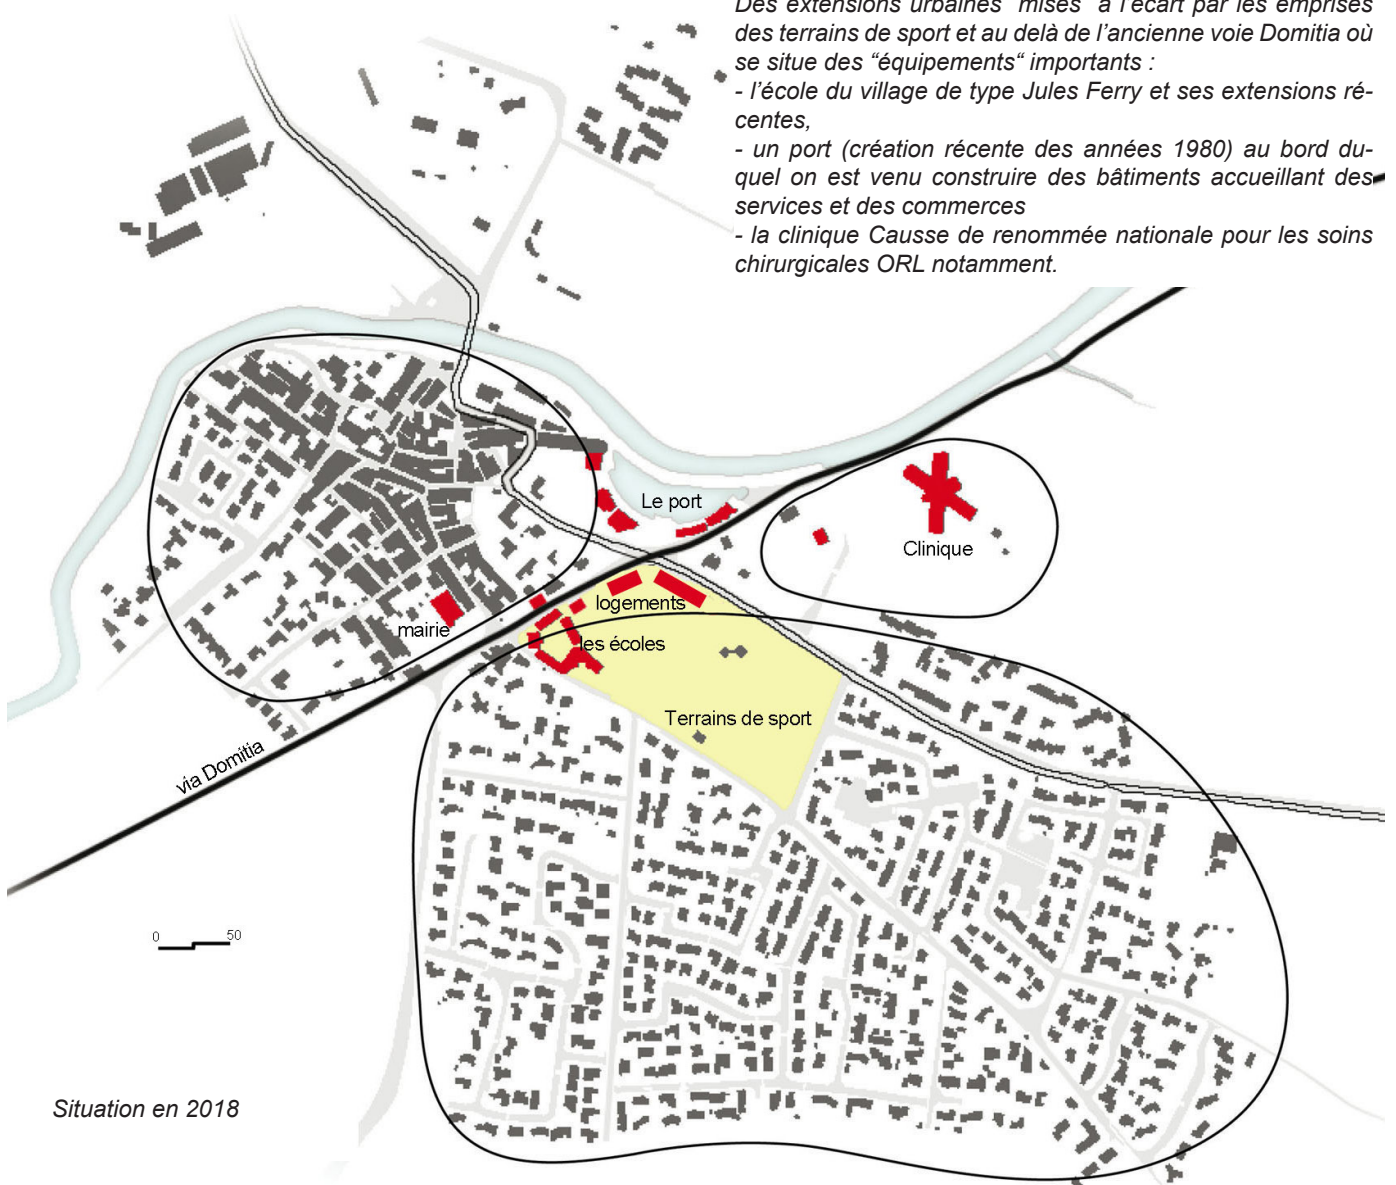 Des extensions urbaines "mises" à l'écart par les emprises
des terrains de sport et au delà de l'ancienne voie Domitia où
se situe des “équipements“ importants :
- l'école du village de type Jules Ferry et ses extensions ré-
centes,
- un port (création récente des années 1980) au bord du-
quel on est venu construire des bâtiments accueillant des
services et des commerces
- la clinique Causse de renommée nationale pour les soins
chirurgicales ORL notamment.
Le port
Clinique
logements
mairie
les écoles
Terrains de sport
via Domitia
0 50
Situation en 2018